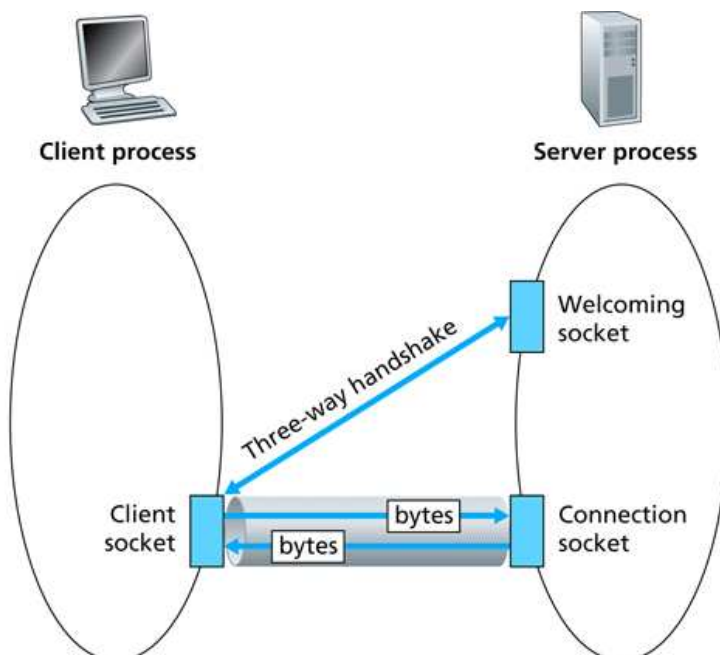 Client process
Server process
Welcoming
socket
Three-way handshake
Client
socket
bytes
bytes
Connection
socket